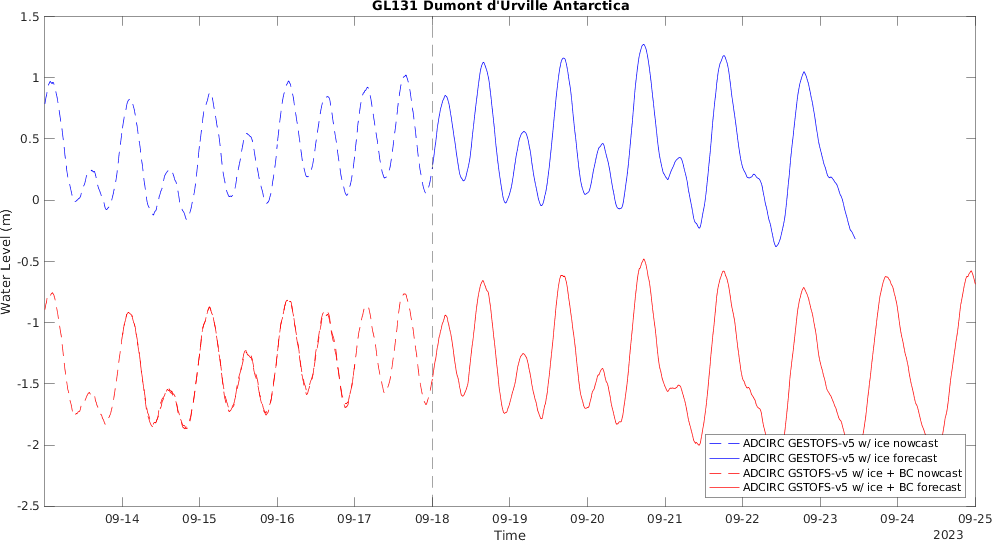 GL131 Dumont d'Urville Antarctica
Water Level (m)
1.5
1
0.5
0
-0.5
-1
-1.5
-2
-2.5
ADCIRC GESTOFS-v5 w/ ice nowcast
ADCIRC GESTOFS-v5 w/ ice forecast
ADCIRC GSTOFS-v5 w/ ice + BC nowcast
ADCIRC GSTOFS-v5 w/ ice + BC forecast
09-14 09-15 09-16 09-17 09-18 09-19 09-20 09-21 09-22 09-23 09-24 09-25
Time
2023